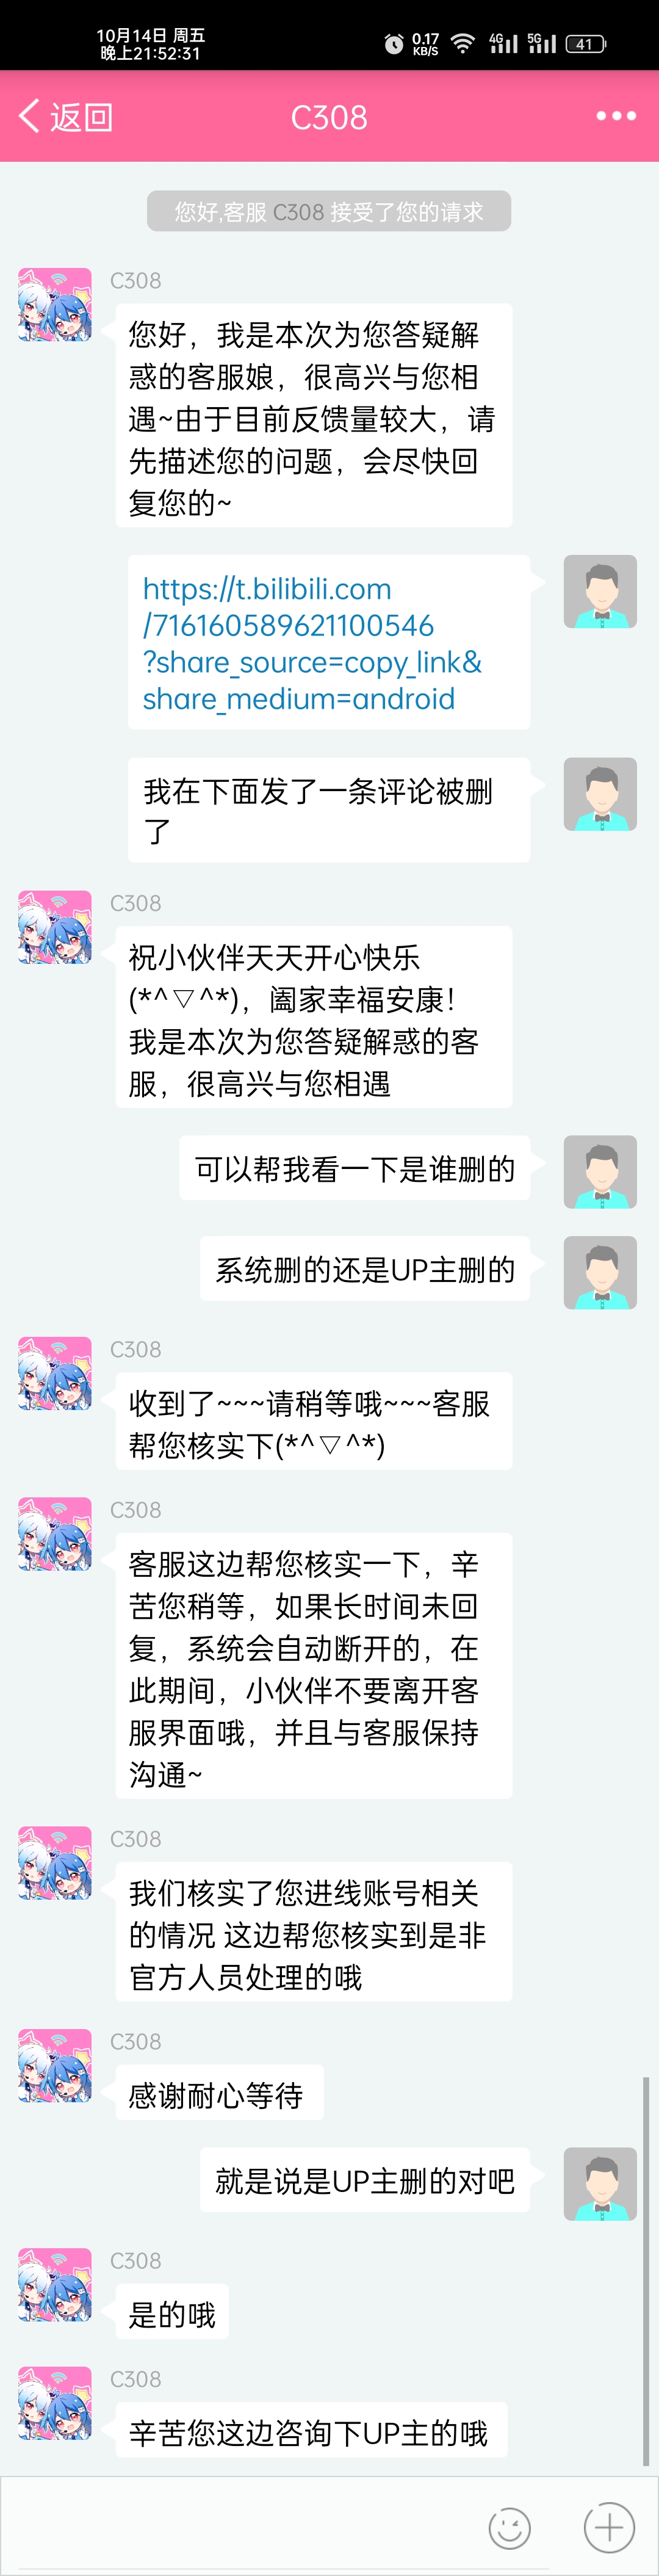 10月14日 周五
晚上21:52:31
0.17
KB/S
4G
5G
41
返回
C308
您好,客服 C308 接受了您的请求
C308
您好，我是本次为您答疑解
惑的客服娘，很高兴与您相
遇~由于目前反馈量较大，请
先描述您的问题，会尽快回
复您的~
https://t.bilibili.com
/716160589621100546
?share_source=copy_link&
share_medium=android
我在下面发了一条评论被删
了
C308
祝小伙伴天天开心快乐
(*^▽^*)，阖家幸福安康！
我是本次为您答疑解惑的客
服，很高兴与您相遇
可以帮我看一下是谁删的
系统删的还是UP主删的
C308
收到了~~~请稍等哦~~~客服
帮您核实下(*^▽^*)
C308
客服这边帮您核实一下，辛
苦您稍等，如果长时间未回
复，系统会自动断开的，在
此期间，小伙伴不要离开客
服界面哦，并且与客服保持
沟通~
C308
我们核实了您进线账号相关
的情况 这边帮您核实到是非
官方人员处理的哦
C308
感谢耐心等待
就是说是UP主删的对吧
C308
是的哦
C308
辛苦您这边咨询下UP主的哦